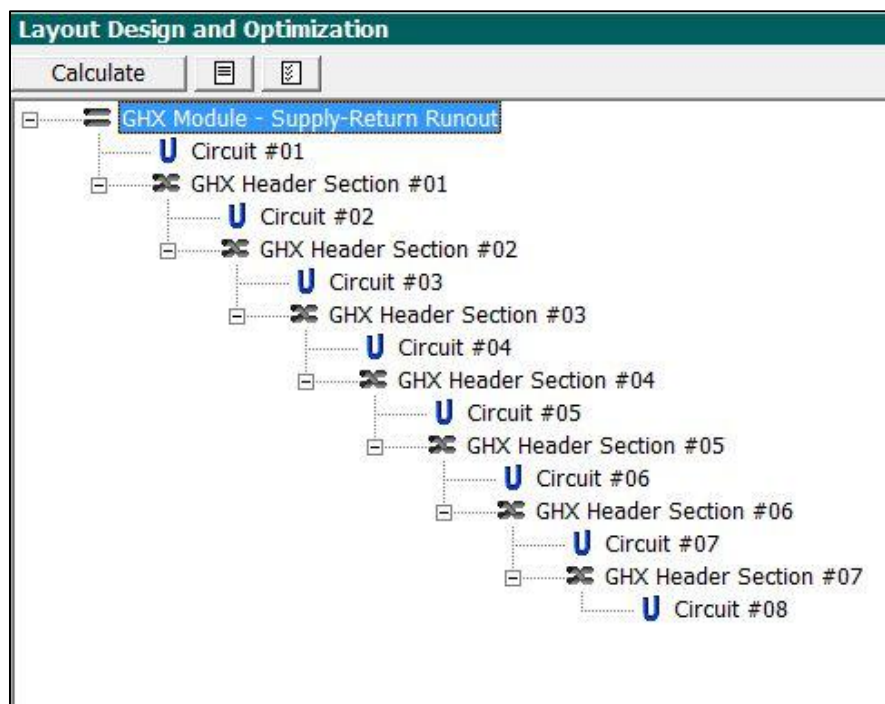 Layout Design and Optimization
Calculate
GHX Module - Supply-Return Runout
Circuit #01
GHX Header Section #01
Circuit #02
GHX Header Section #02
Circuit #03
GHX Header Section #03
Circuit #04
GHX Header Section #04
Circuit #05
GHX Header Section #05
Circuit #06
GHX Header Section #06
Circuit #07
GHX Header Section #07
Circuit #08